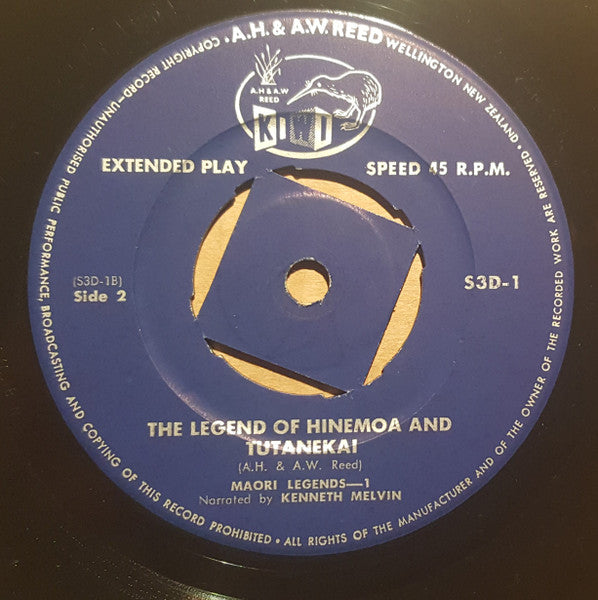 COPYRIGHT RECORD—UNAUTHORISED PUBLIC PERFORMANCE, BROADCASTING AND COPYING OF THIS RECORD PROHIBITED • ALL RIGHTS OF THE MANUFACTURER AND OF THE OWNER OF THE RECORDED WORK ARE RESERVED •
• A.H. & A.W. REED WELLINGTON NEW ZEALAND •
A.H & A.W
REED
KIWI
EXTENDED PLAY SPEED 45 R.P.M.
(S3D-1B)
Side 2 S3D-1
THE LEGEND OF HINEMOA AND
TUTANEKAI
(A.H. & A.W. Reed)
MAORI LEGENDS—1
Narrated by KENNETH MELVIN